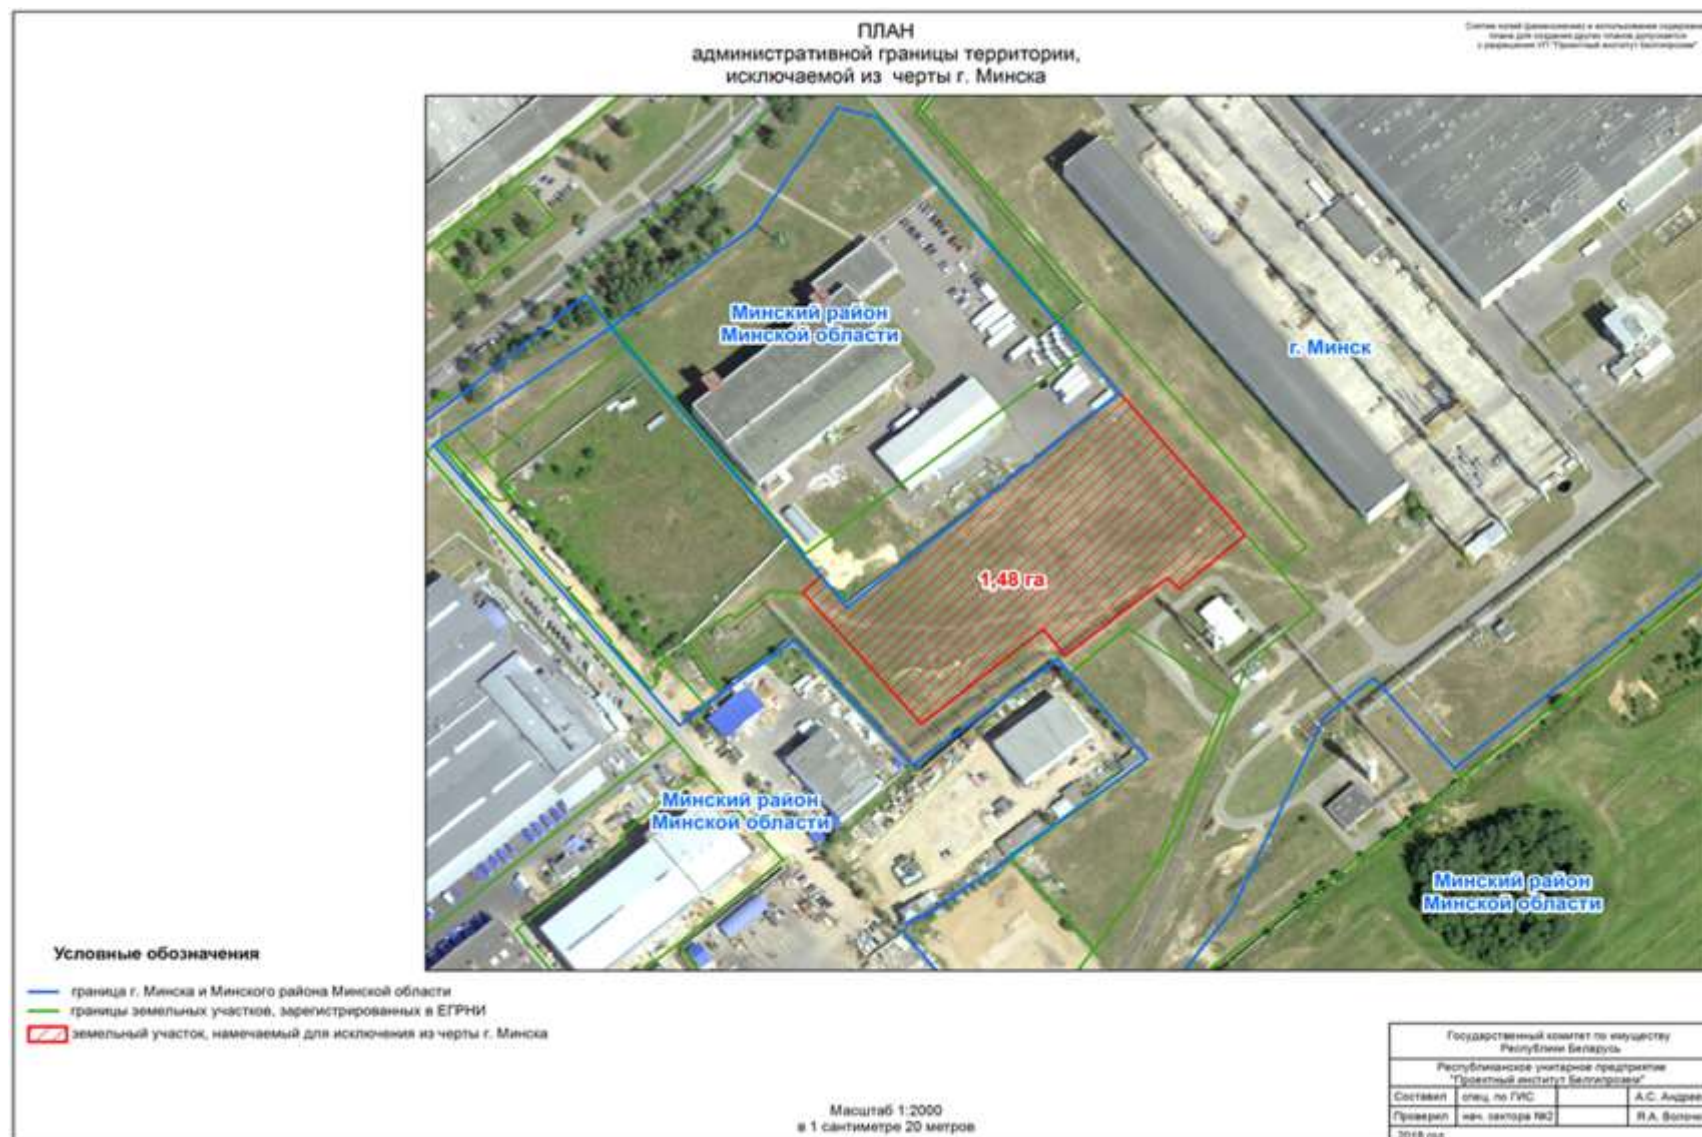 ПЛАН
административной границы территории,
исключаемой из черты г. Минска
Минский район
Минской области
г. Минск
1,48 га
Минский район
Минской области
Минский район
Минской области
Условные обозначения
граница г. Минска и Минского района Минской области
границы земельных участков, зарегистрированных в ЕГРНИ
земельный участок, намечаемый для исключения из черты г. Минска
Масштаб 1:2000
в 1 сантиметре 20 метров
Государственный комитет по имуществу
Республики Беларусь
Республиканское унитарное предприятие
"Проектный институт Белгипрозем"
Составил спец. по ГИС А.С.
Проверил нач. сектора №2 Я.А.